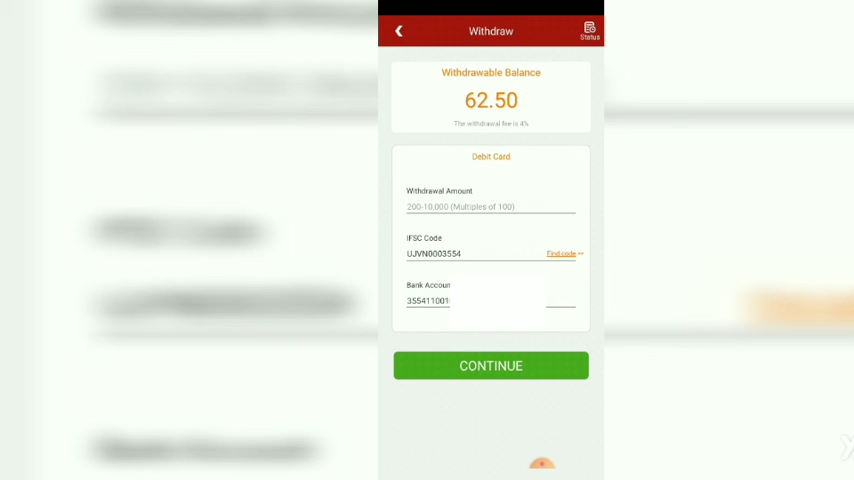 Withdraw
Status
Withdrawable Balance
62.50
The withdrawal fee is 4%
Debit Card
Withdrawal Amount
200-10,000 (Multiples of 100)
IFSC Code
UJVN0003554
Find code
Bank Accoun
355411001
CONTINUE